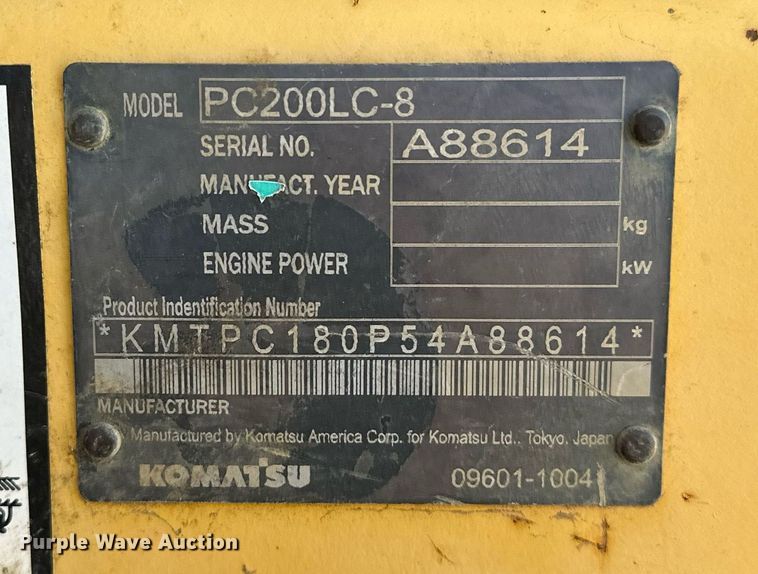 MODEL PC200LC-8
SERIAL NO. A88614
MANUFACT. YEAR
MASS kg
ENGINE POWER kW
Product Indentification Number
*KMTPC180P54A88614*
MANUFACTURER
Manufactured by Komatsu America Corp. for Komatsu Ltd., Tokyo, Japan
KOMATSU 09601-10041
Purple Wave Auction